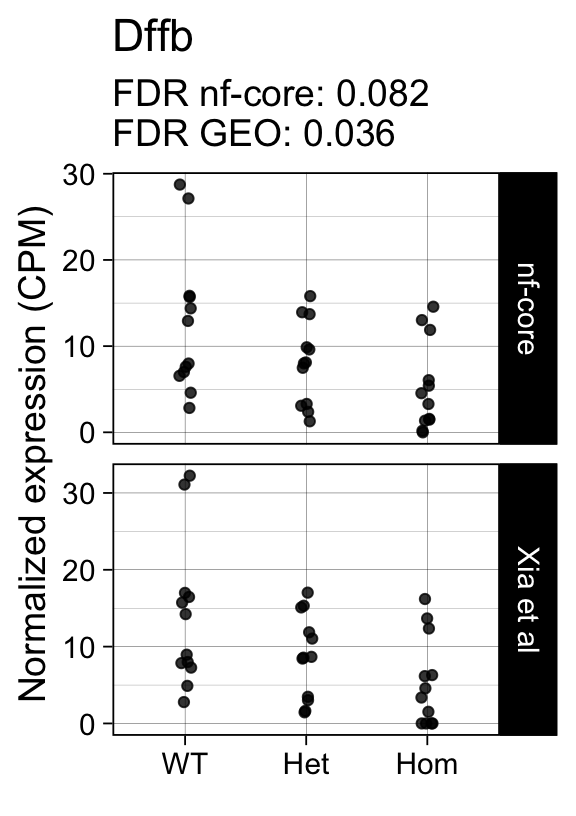 Dffb
FDR nf-core: 0.082
FDR GEO: 0.036
Normalized expression (CPM)
30
20
10
0
nf-core
30
20
10
0
Xia et al
WT Het Hom